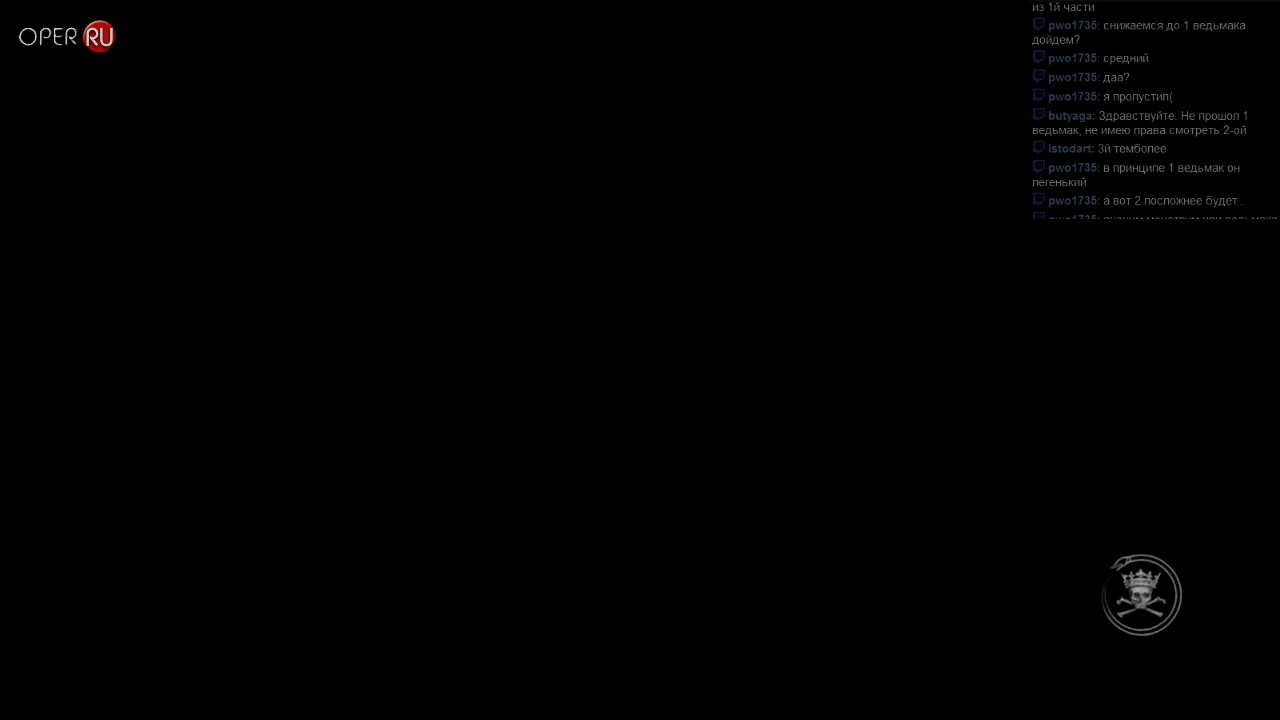 OPER RU
из 1й части
pwo1735: снижаемся до 1 ведьмака
дойдем?
pwo1735: средний
pwo1735: даа?
pwo1735: я пропустил(
butyaga: Здравствуйте. Не прошол 1
ведьмак, не имею права смотреть 2-ой
istodart: 3й темболее
pwo1735: в принципе 1 ведьмак он
легенький
pwo1735: а вот 2 посложнее будет...